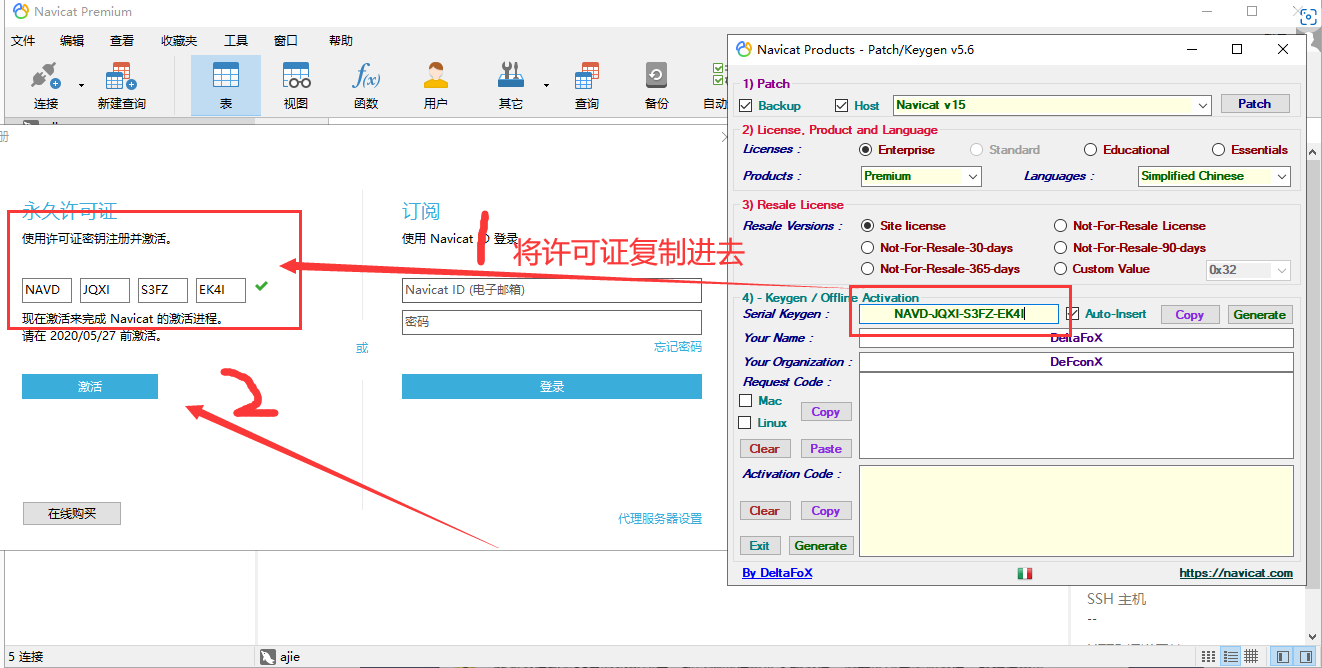 Navicat Premium
文件 编辑 查看 收藏夹 工具 窗口 帮助
连接 新建查询 表 视图 函数 用户 其它 查询 备份 自动
册
永久许可证
使用许可证密钥注册并激活。
NAVD JQXI S3FZ EK4I
现在激活来完成 Navicat 的激活进程。
请在 2020/05/27 前激活。
激活
在线购买
或
订阅
使用 Navicat ID 登录
Navicat ID (电子邮箱)
密码
忘记密码
登录
代理服务器设置
1
将许可证复制进去
2
Navicat Products - Patch/Keygen v5.6
1) Patch
Backup Host Navicat v15 Patch
2) License, Product and Language
Licenses : Enterprise Standard Educational Essentials
Products : Premium Languages : Simplified Chinese
3) Resale License
Resale Versions : Site license Not-For-Resale License
Not-For-Resale-30-days Not-For-Resale-90-days
Not-For-Resale-365-days Custom Value 0x32
4) - Keygen / Offline Activation
Serial Keygen : NAVD-JQXI-S3FZ-EK4I Auto-Insert Copy Generate
Your Name : DeltaFoX
Your Organization : DeFconX
Request Code :
Mac
Copy
Linux
Clear Paste
Activation Code :
Clear Copy
Exit Generate
By DeltaFoX https://navicat.com
SSH 主机
--
5 连接 ajie